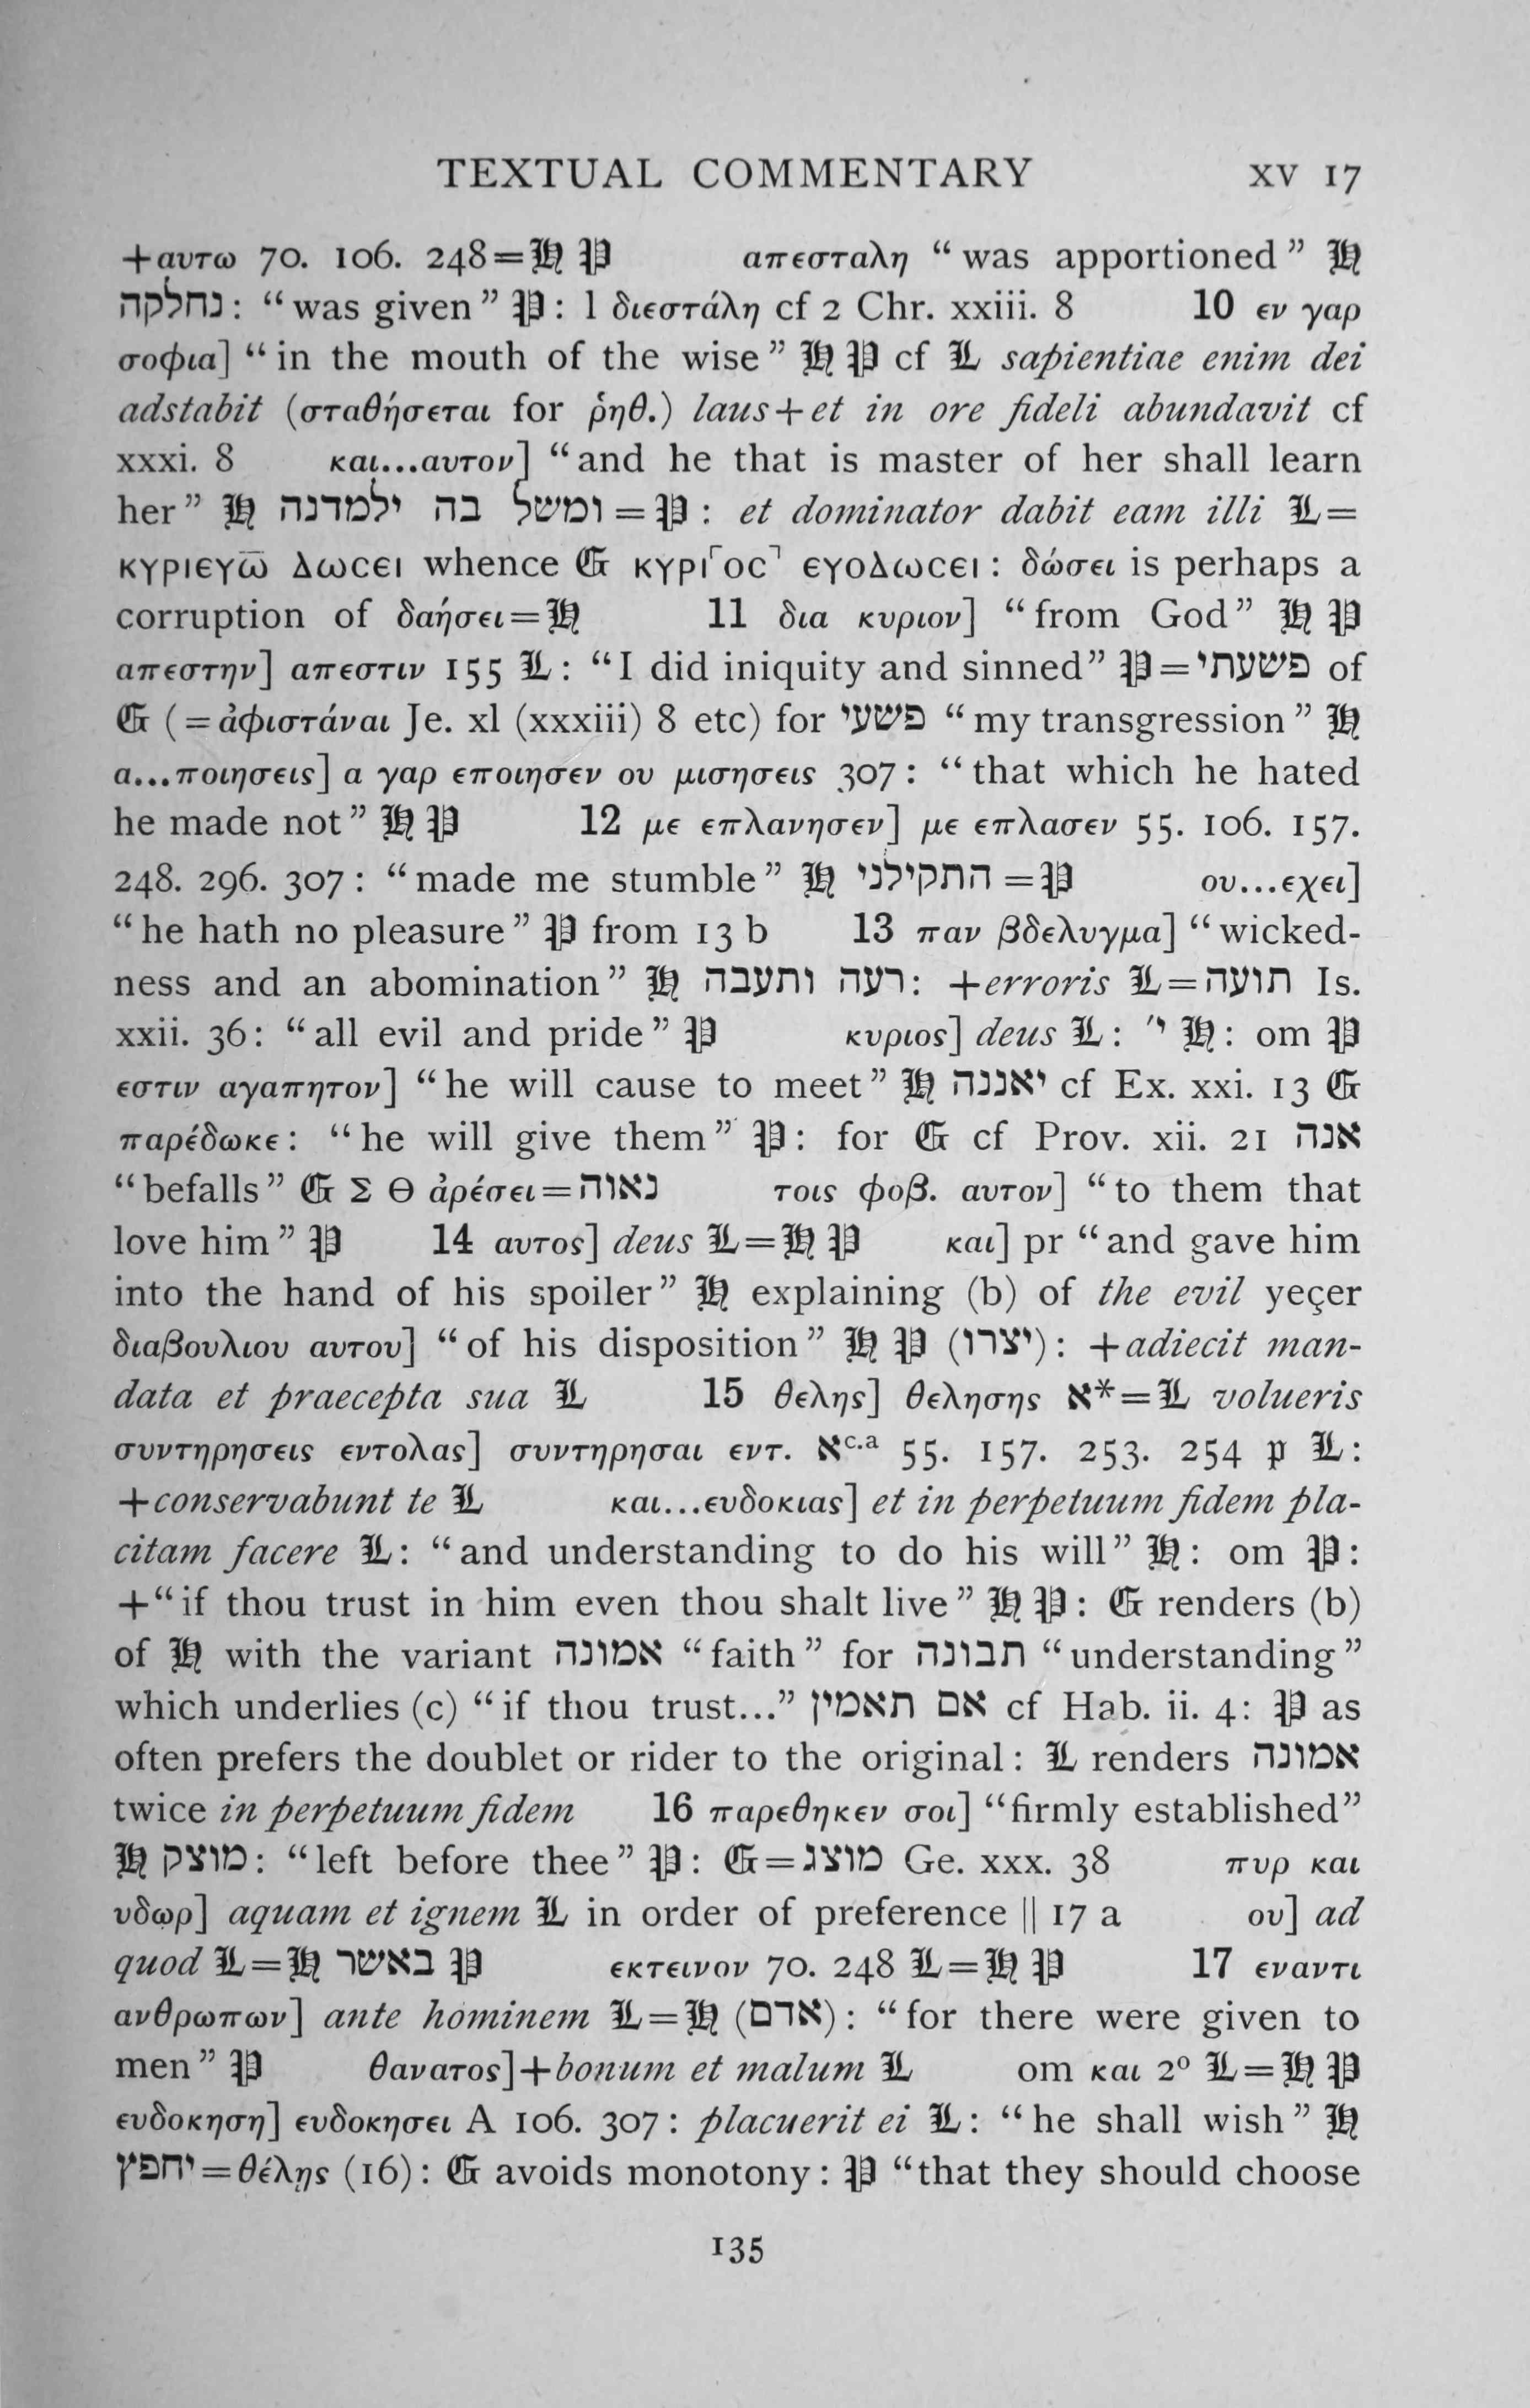 TEXTUAL COMMENTARY XV 17
+αυτω 70. 106. 248=𝕳 𝕻 απεσταλη “was apportioned” 𝕳
נחלקה: “was given” 𝕻: l διεστάλη cf 2 Chr. xxiii. 8 10 εν γαρ
σοφια] “in the mouth of the wise” 𝕳 𝕻 cf 𝕷 sapientiae enim dei
adstabit (σταθήσεται for ῥηθ.) laus+et in ore fideli abundavit cf
xxxi. 8 και...αυτον] “and he that is master of her shall learn
her” 𝕳 ומשל בה ילמדנה=𝕻: et dominator dabit eam illi 𝕷=
ΚΥΡΙΕΥω̅ ΔωCΕΙ whence 𝕲 ΚΥΡΙ⸢ΟC⸣ ΕΥΟΔωCΕΙ: δώσει is perhaps a
corruption of δαήσει=𝕳 11 δια κυριον] “from God” 𝕳 𝕻
απεστην] απεστιν 155 𝕷: “I did iniquity and sinned” 𝕻=פשעתי of
𝕲 (=ἀφιστάναι Je. xl (xxxiii) 8 etc) for פשעי “my transgression” 𝕳
α...ποιησεις] α γαρ εποιησεν ου μισησεις 307: “that which he hated
he made not” 𝕳 𝕻 12 με επλανησεν] με επλασεν 55. 106. 157.
248. 296. 307: “made me stumble” 𝕳 התקילני=𝕻 ου...εχει]
“he hath no pleasure” 𝕻 from 13 b 13 παν βδελυγμα] “wicked-
ness and an abomination” 𝕳 רעה ותעבה: +erroris 𝕷=תועה Is.
xxii. 36: “all evil and pride” 𝕻 κυριος] deus 𝕷: י׳ 𝕳: om 𝕻
εστιν αγαπητον] “he will cause to meet” 𝕳 יאננה cf Ex. xxi. 13 𝕲
παρέδωκε: “he will give them” 𝕻: for 𝕲 cf Prov. xii. 21 אנה
“befalls” 𝕲 Σ Θ ἀρέσει=נאוה τοις φοβ. αυτον] “to them that
love him” 𝕻 14 αυτος] deus 𝕷=𝕳 𝕻 και] pr “and gave him
into the hand of his spoiler” 𝕳 explaining (b) of the evil yeçer
διαβουλιου αυτου] “of his disposition” 𝕳 𝕻 (יצרו): +adiecit man-
data et praecepta sua 𝕷 15 θελης] θελησης א*=𝕷 volueris
συντηρησεις εντολας] συντηρησαι εντ. אc.a 55. 157. 253. 254 𝔭 𝕷:
+conservabunt te 𝕷 και...ευδοκιας] et in perpetuum fidem pla-
citam facere 𝕷: “and understanding to do his will” 𝕳: om 𝕻:
+“if thou trust in him even thou shalt live” 𝕳 𝕻: 𝕲 renders (b)
of 𝕳 with the variant אמונה “faith” for תבונה “understanding”
which underlies (c) “if thou trust...” אם תאמין cf Hab. ii. 4: 𝕻 as
often prefers the doublet or rider to the original: 𝕷 renders אמונה
twice in perpetuum fidem 16 παρεθηκεν σοι] “firmly established”
𝕳 מוצק: “left before thee” 𝕻: 𝕲=מוצג Ge. xxx. 38 πυρ και
υδωρ] aquam et ignem 𝕷 in order of preference || 17 a ου] ad
quod 𝕷=𝕳 באשר 𝕻 εκτεινον 70. 248 𝕷=𝕳 𝕻 17 εναντι
ανθρωπων] ante hominem 𝕷=𝕳 (אדם): “for there were given to
men” 𝕻 θανατος]+bonum et malum 𝕷 om και 2º 𝕷=𝕳 𝕻
ευδοκηση] ευδοκησει A 106. 307: placuerit ei 𝕷: “he shall wish” 𝕳
יחפץ=θέλῃς (16): 𝕲 avoids monotony: 𝕻 “that they should choose
135